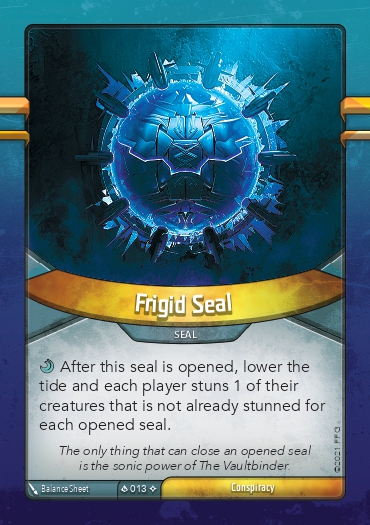 Frigid Seal
SEAL
After this seal is opened, lower the
tide and each player stuns 1 of their
creatures that is not already stunned for
each opened seal.
The only thing that can close an opened seal
is the sonic power of The Vaultbinder.
©2021 FFG
Balance Sheet
013
Conspiracy